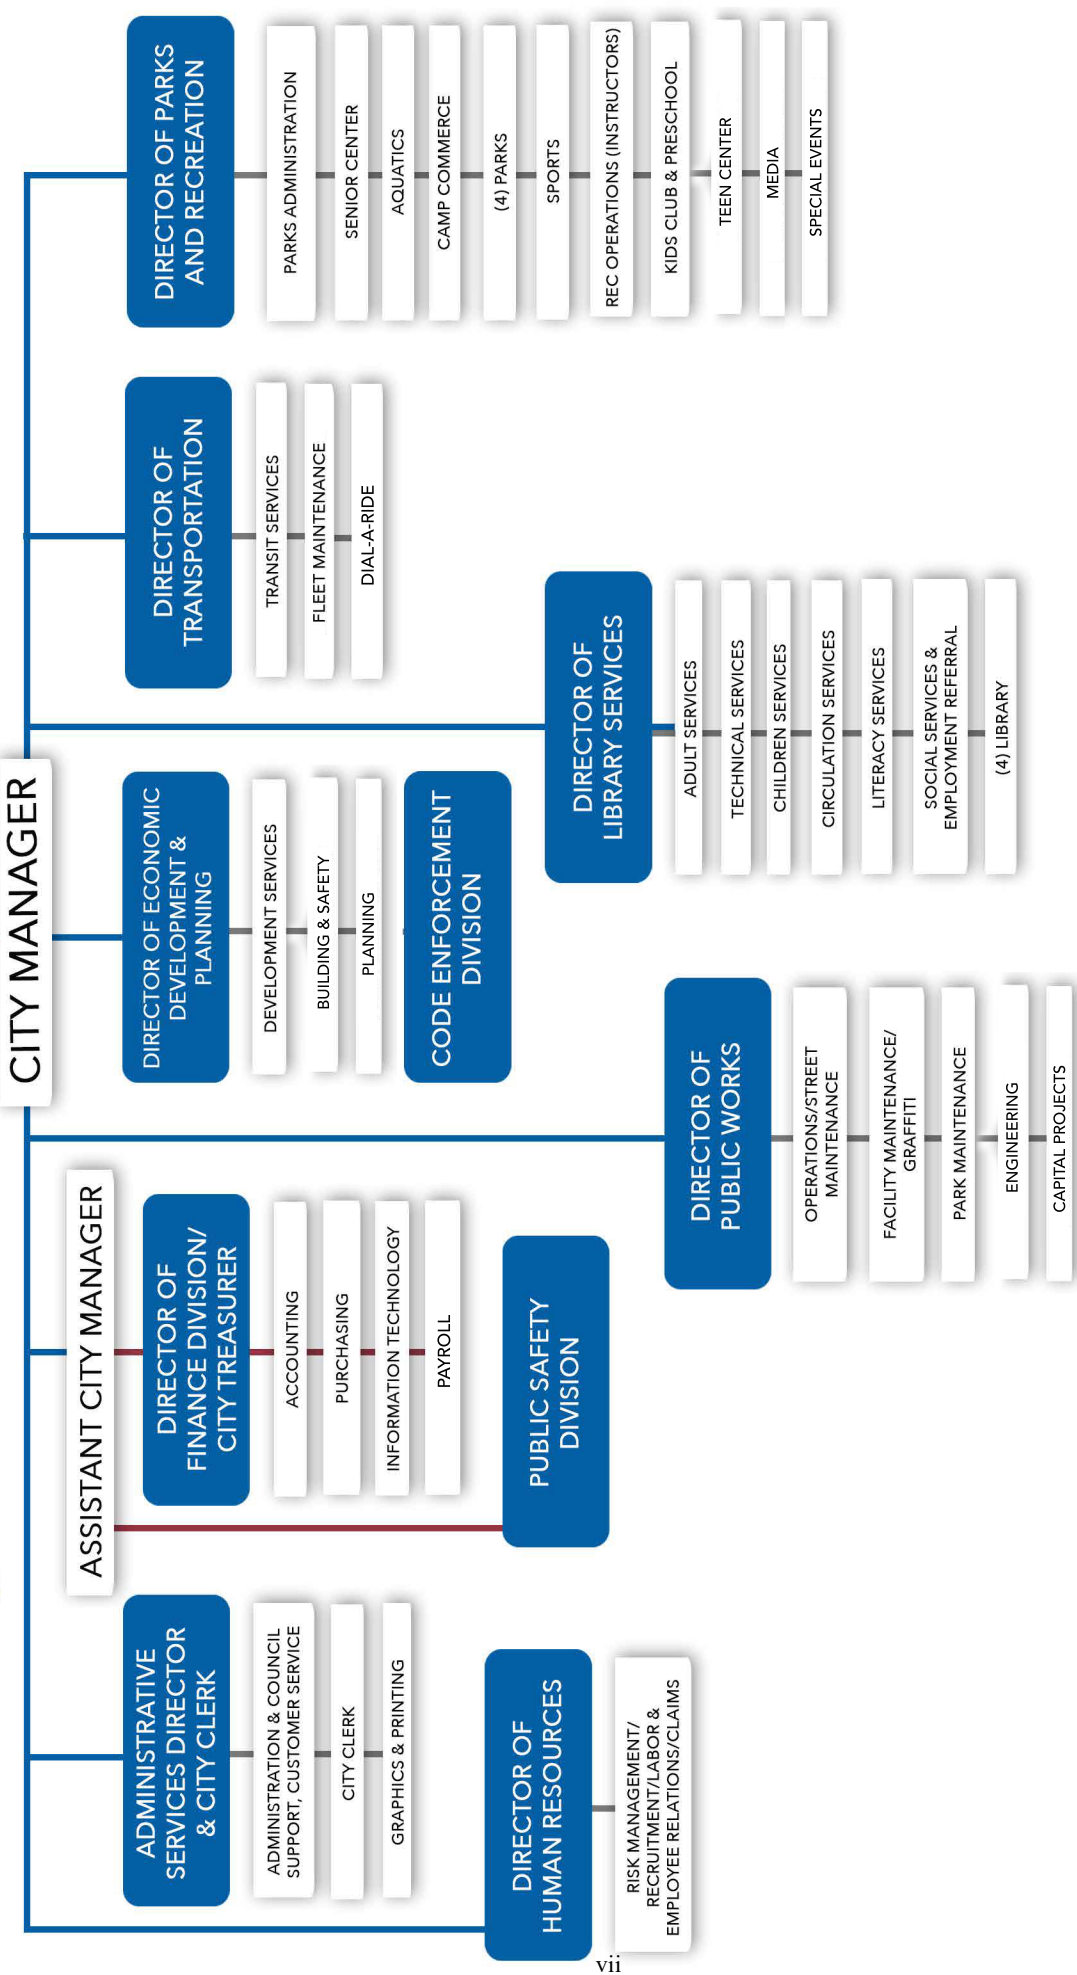 CITY MANAGER
ASSISTANT CITY MANAGER
ADMINISTRATIVE
SERVICES DIRECTOR
& CITY CLERK
ADMINISTRATION & COUNCIL
SUPPORT, CUSTOMER SERVICE
CITY CLERK
GRAPHICS & PRINTING
DIRECTOR OF
HUMAN RESOURCES
RISK MANAGEMENT/
RECRUITMENT/LABOR &
EMPLOYEE RELATIONS/CLAIMS
DIRECTOR OF
FINANCE DIVISION/
CITY TREASURER
ACCOUNTING
PURCHASING
INFORMATION TECHNOLOGY
PAYROLL
PUBLIC SAFETY
DIVISION
DIRECTOR OF
PUBLIC WORKS
OPERATIONS/STREET
MAINTENANCE
FACILITY MAINTENANCE/
GRAFFITI
PARK MAINTENANCE
ENGINEERING
CAPITAL PROJECTS
DIRECTOR OF ECONOMIC
DEVELOPMENT &
PLANNING
DEVELOPMENT SERVICES
BUILDING & SAFETY
PLANNING
CODE ENFORCEMENT
DIVISION
DIRECTOR OF
LIBRARY SERVICES
ADULT SERVICES
TECHNICAL SERVICES
CHILDREN SERVICES
CIRCULATION SERVICES
LITERACY SERVICES
SOCIAL SERVICES &
EMPLOYMENT REFERRAL
(4) LIBRARY
DIRECTOR OF
TRANSPORTATION
TRANSIT SERVICES
FLEET MAINTENANCE
DIAL-A-RIDE
DIRECTOR OF PARKS
AND RECREATION
PARKS ADMINISTRATION
SENIOR CENTER
AQUATICS
CAMP COMMERCE
(4) PARKS
SPORTS
REC OPERATIONS (INSTRUCTORS)
KIDS CLUB & PRESCHOOL
TEEN CENTER
MEDIA
SPECIAL EVENTS
vii